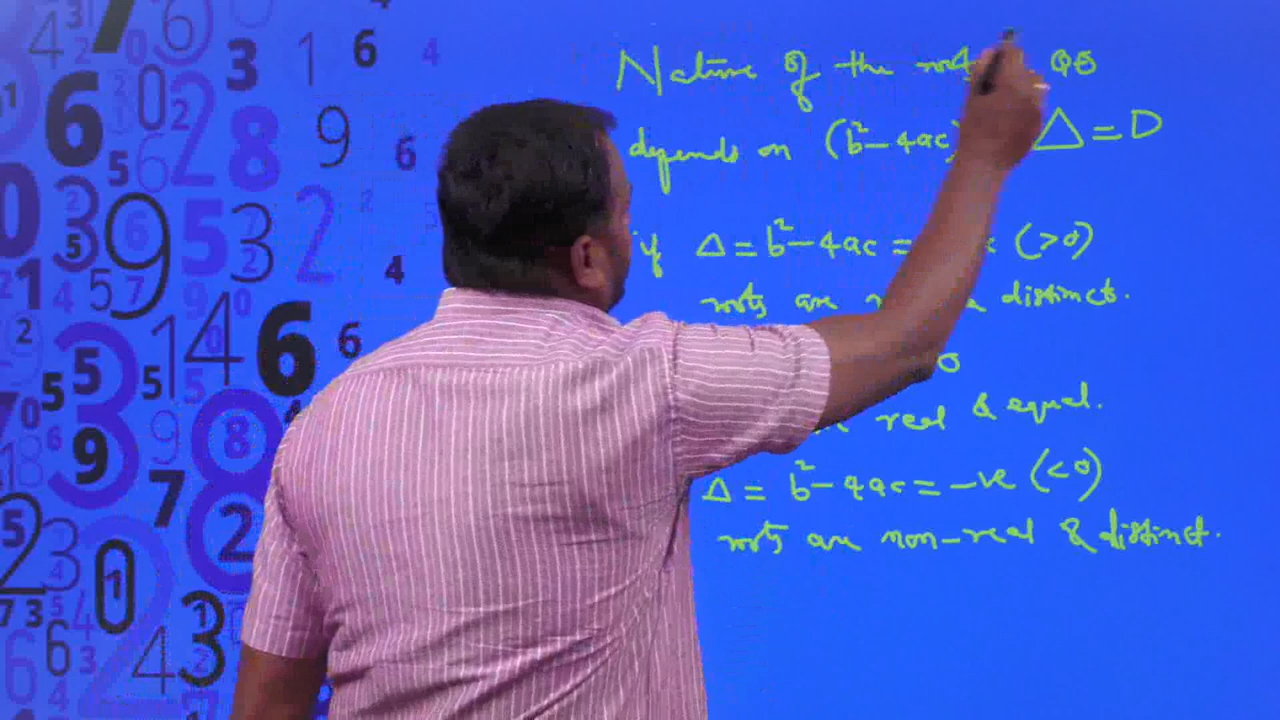 Nature of the QE
depends on (b²-4ac) Δ=D
if Δ = b²-4ac = (>0)
roots are distinct.
0
real & equal.
Δ = b²-4ac = -ve (<0)
roots are non-real & distinct.